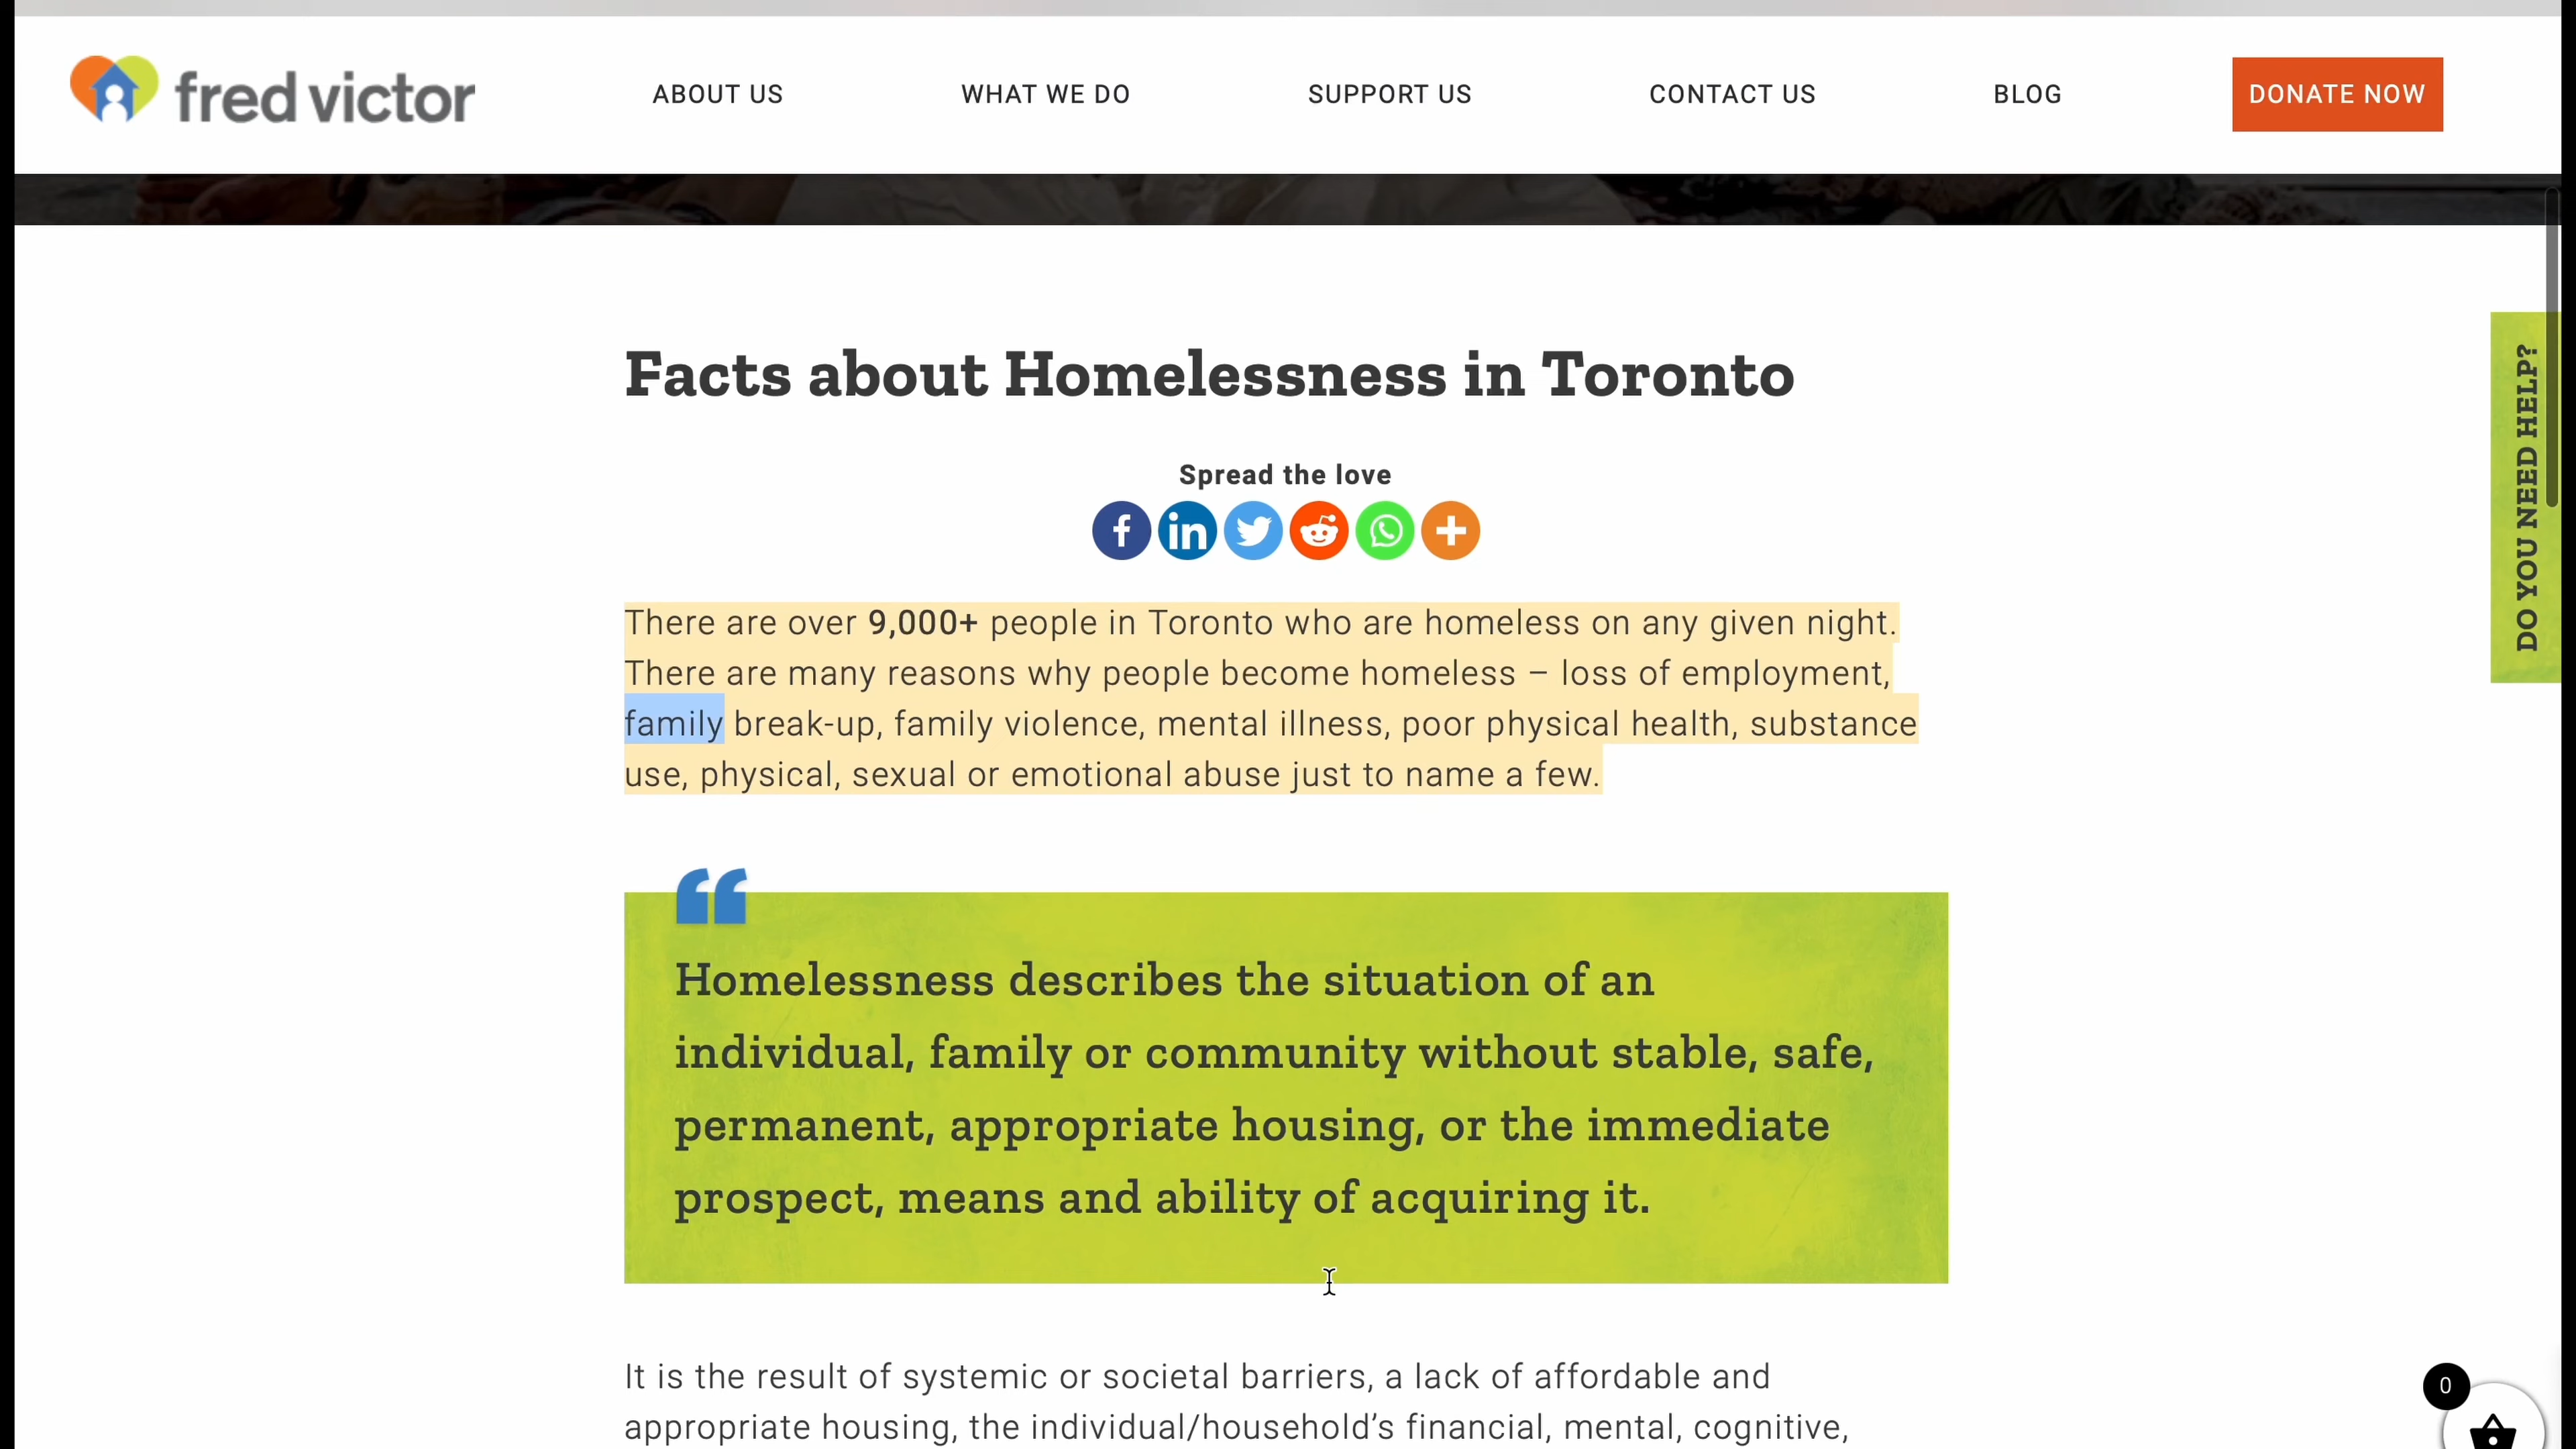 fred victor
ABOUT US
WHAT WE DO
SUPPORT US
CONTACT US
BLOG
DONATE NOW
Facts about Homelessness in Toronto
Spread the love
There are over 9,000+ people in Toronto who are homeless on any given night.
There are many reasons why people become homeless – loss of employment,
family break-up, family violence, mental illness, poor physical health, substance
use, physical, sexual or emotional abuse just to name a few.
Homelessness describes the situation of an
individual, family or community without stable, safe,
permanent, appropriate housing, or the immediate
prospect, means and ability of acquiring it.
It is the result of systemic or societal barriers, a lack of affordable and
appropriate housing, the individual/household’s financial, mental, cognitive,
DO YOU NEED HELP?
0